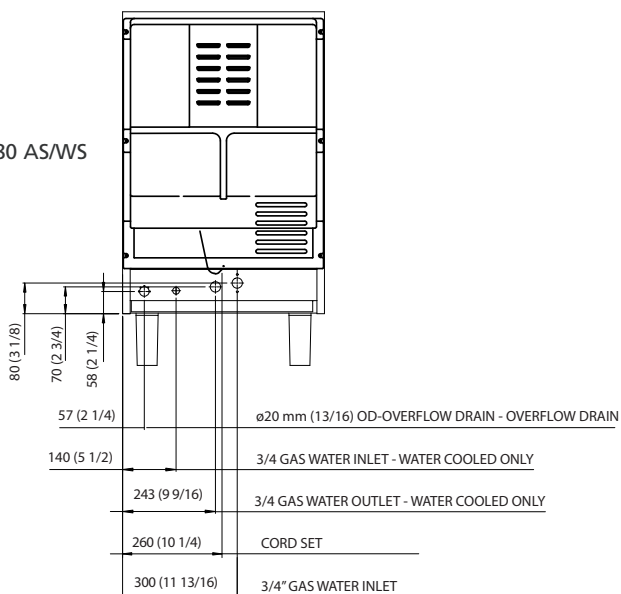 30 AS/WS
80 (3 1/8)
70 (2 3/4)
58 (2 1/4)
57 (2 1/4) ø20 mm (13/16) OD-OVERFLOW DRAIN - OVERFLOW DRAIN
140 (5 1/2) 3/4 GAS WATER INLET - WATER COOLED ONLY
243 (9 9/16) 3/4 GAS WATER OUTLET - WATER COOLED ONLY
260 (10 1/4) CORD SET
300 (11 13/16) 3/4" GAS WATER INLET